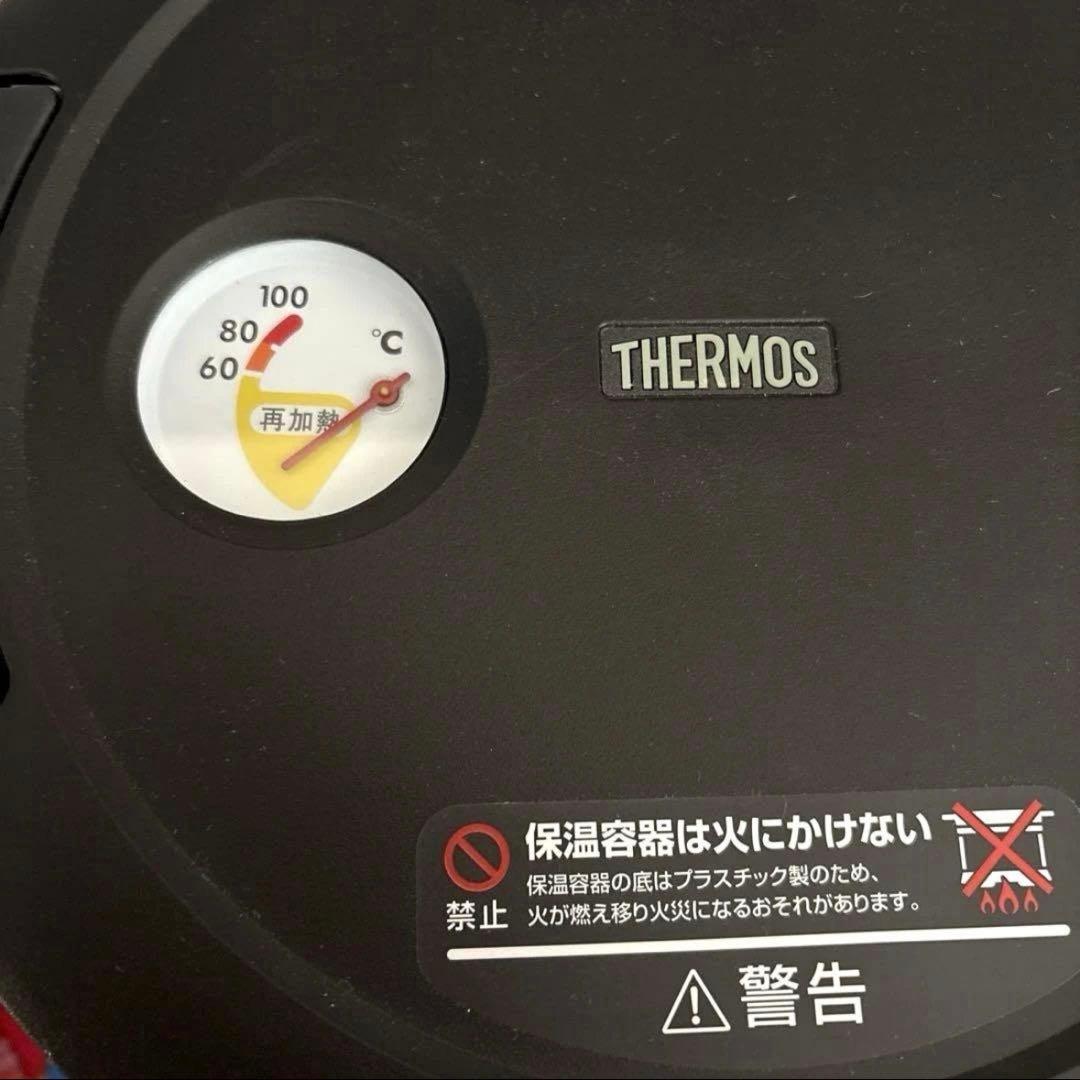 100
80
60
℃
再加熱
THERMOS
禁止
保温容器は火にかけない
保温容器の底はプラスチック製のため、
火が燃え移り火災になるおそれがあります。
警告